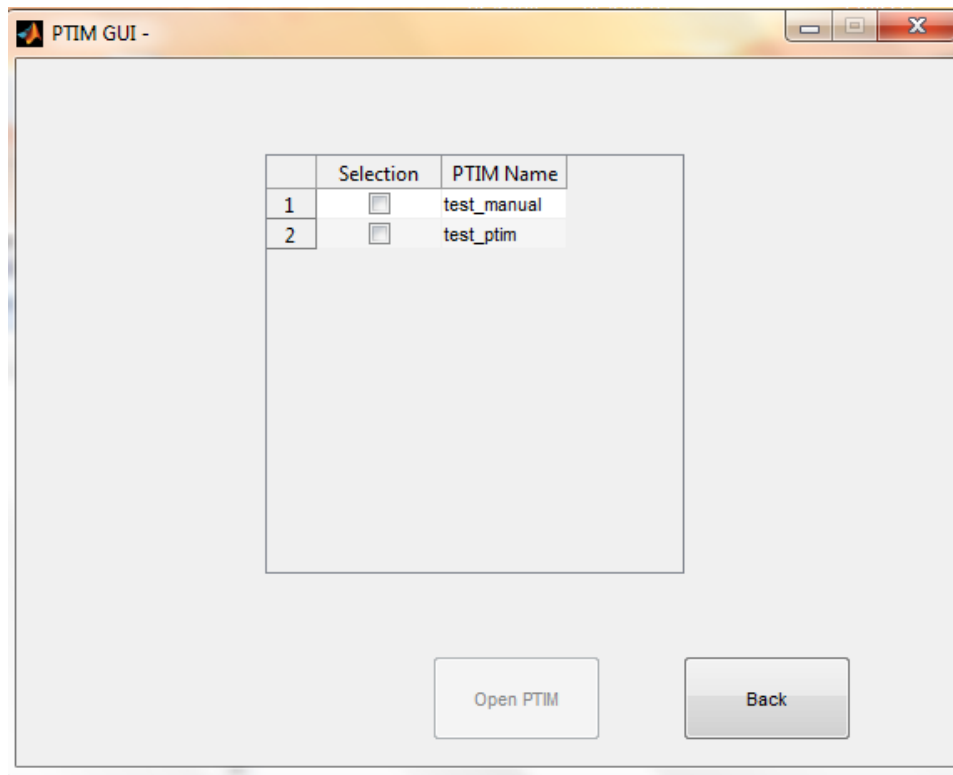 PTIM GUI -
Selection PTIM Name
1 test_manual
2 test_ptim
Open PTIM Back